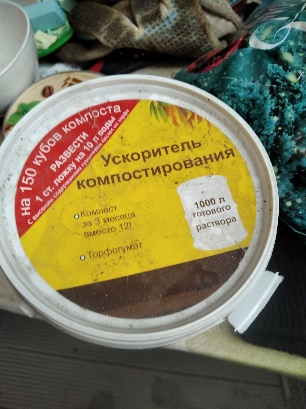 на 150 кубов компоста
РАЗВЕСТИ
1 ст. ложку на 10 л воды
Ускоритель
компостирования
Компост
за 3 месяца
вместо 12!
Торфогумат
1000 л
готового
раствора